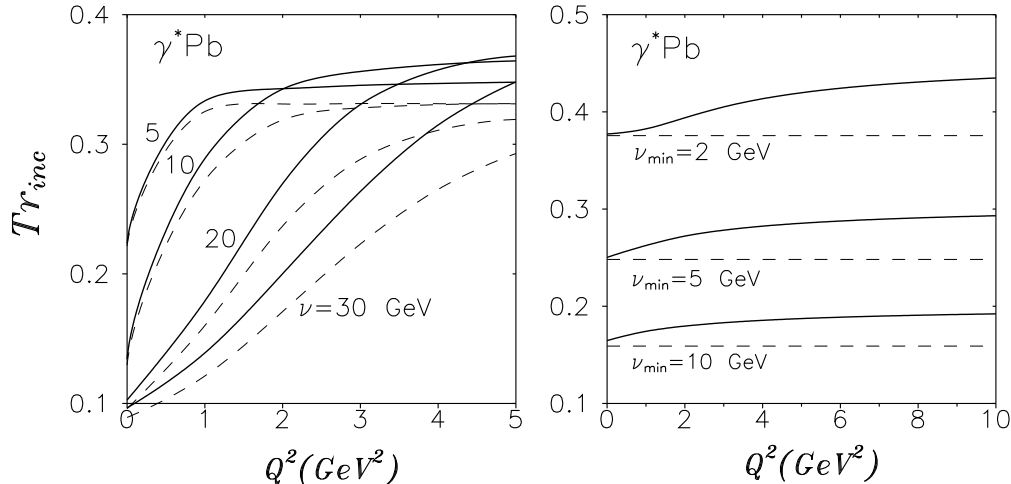 Tr_inc
0.4
0.3
0.2
0.1
γ*Pb
5
10
20
ν=30 GeV
0 1 2 3 4 5
Q²(GeV²)
0.5
0.4
0.3
0.2
0.1
γ*Pb
ν_min=2 GeV
ν_min=5 GeV
ν_min=10 GeV
0 2 4 6 8 10
Q²(GeV²)